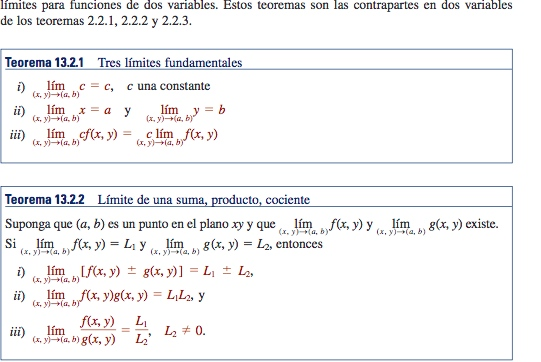 límites para funciones de dos variables. Estos teoremas son las contrapartes en dos variables
de los teoremas 2.2.1, 2.2.2 y 2.2.3.
Teorema 13.2.1 Tres límites fundamentales
i) lím (x, y)→(a, b) c = c, c una constante
ii) lím (x, y)→(a, b) x = a y lím (x, y)→(a, b) y = b
iii) lím (x, y)→(a, b) cf(x, y) = c lím (x, y)→(a, b) f(x, y)
Teorema 13.2.2 Límite de una suma, producto, cociente
Suponga que (a, b) es un punto en el plano xy y que lím (x, y)→(a, b) f(x, y) y lím (x, y)→(a, b) g(x, y) existe.
Si lím (x, y)→(a, b) f(x, y) = L₁ y lím (x, y)→(a, b) g(x, y) = L₂, entonces
i) lím (x, y)→(a, b) [f(x, y) ± g(x, y)] = L₁ ± L₂,
ii) lím (x, y)→(a, b) f(x, y)g(x, y) = L₁L₂, y
iii) lím (x, y)→(a, b) f(x, y)/g(x, y) = L₁/L₂, L₂ ≠ 0.